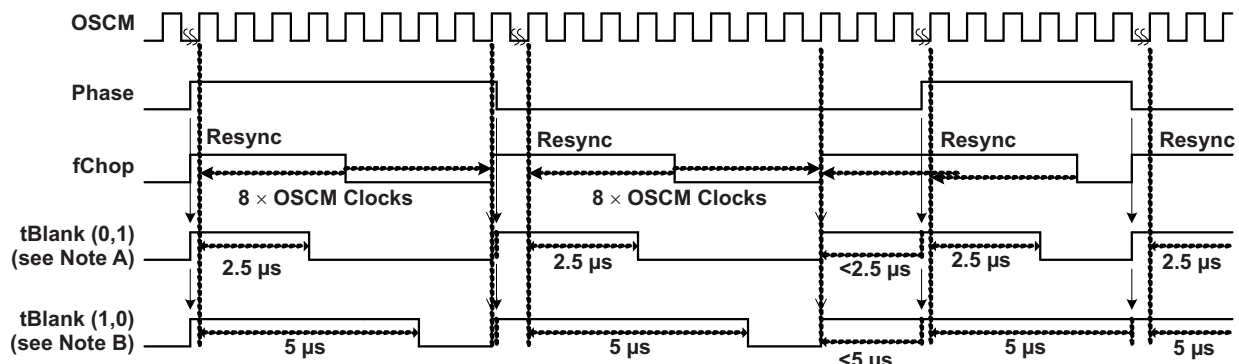 OSCM
Phase
Resync
Resync
Resync
Resync
fChop
8 × OSCM Clocks
8 × OSCM Clocks
tBlank (0,1)
(see Note A)
2.5 µs
2.5 µs
<2.5 µs
2.5 µs
2.5 µs
tBlank (1,0)
(see Note B)
5 µs
5 µs
<5 µs
5 µs
5 µs